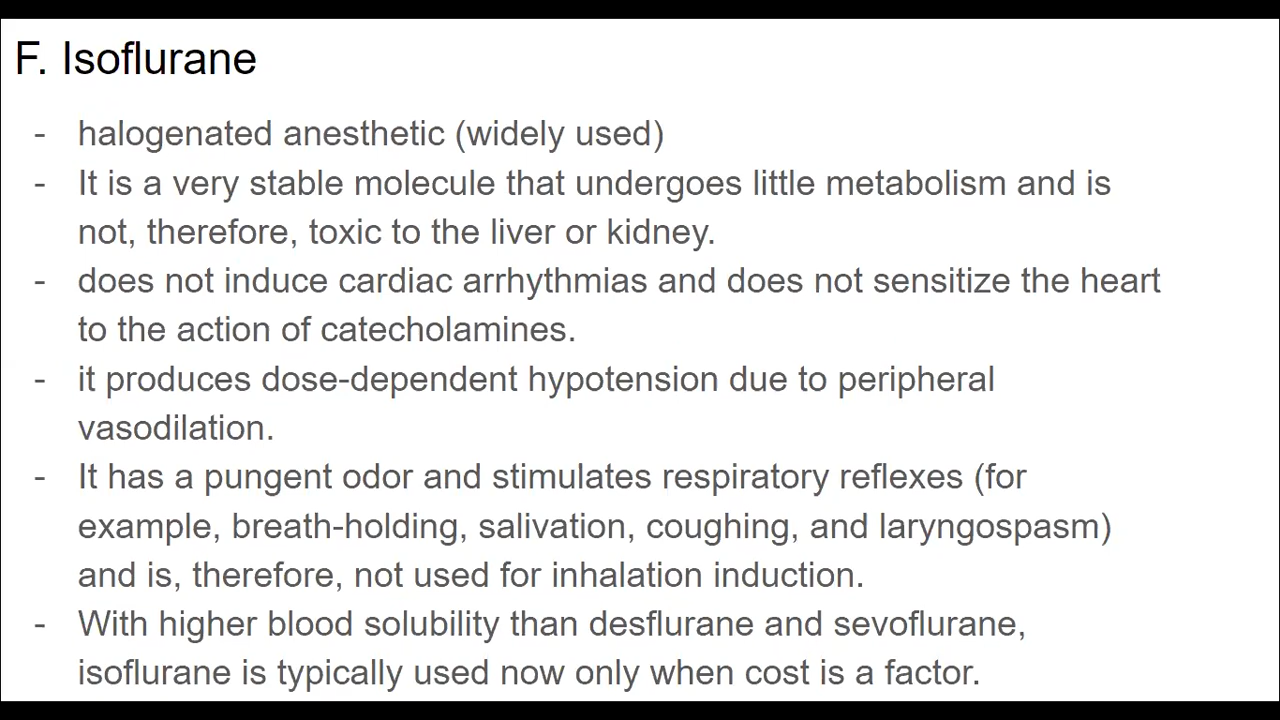 F. Isoflurane
- halogenated anesthetic (widely used)
- It is a very stable molecule that undergoes little metabolism and is
not, therefore, toxic to the liver or kidney.
- does not induce cardiac arrhythmias and does not sensitize the heart
to the action of catecholamines.
- it produces dose-dependent hypotension due to peripheral
vasodilation.
- It has a pungent odor and stimulates respiratory reflexes (for
example, breath-holding, salivation, coughing, and laryngospasm)
and is, therefore, not used for inhalation induction.
- With higher blood solubility than desflurane and sevoflurane,
isoflurane is typically used now only when cost is a factor.